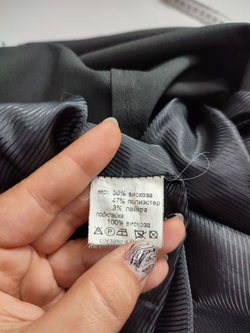 верх: 50% вискоза
47% полиэстер
3% лайкра
подкладка:
100% вискоза